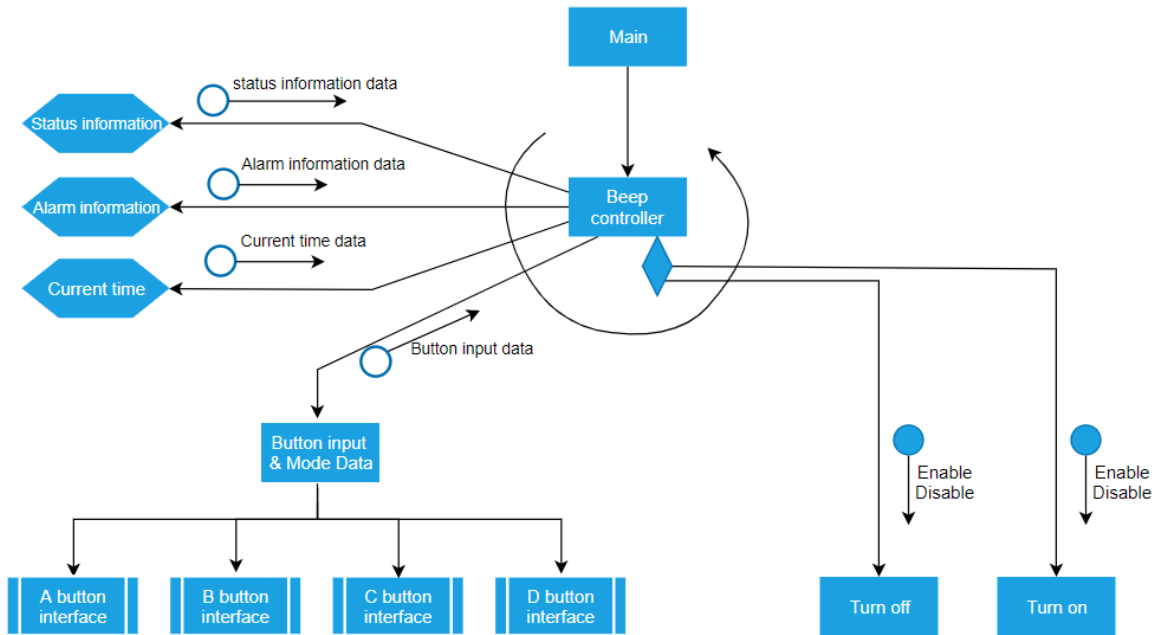 Main
status information data
Status information
Alarm information data
Alarm information
Beep
controller
Current time data
Current time
Button input data
Button input
& Mode Data
Enable
Disable
Enable
Disable
A button
interface
B button
interface
C button
interface
D button
interface
Turn off
Turn on